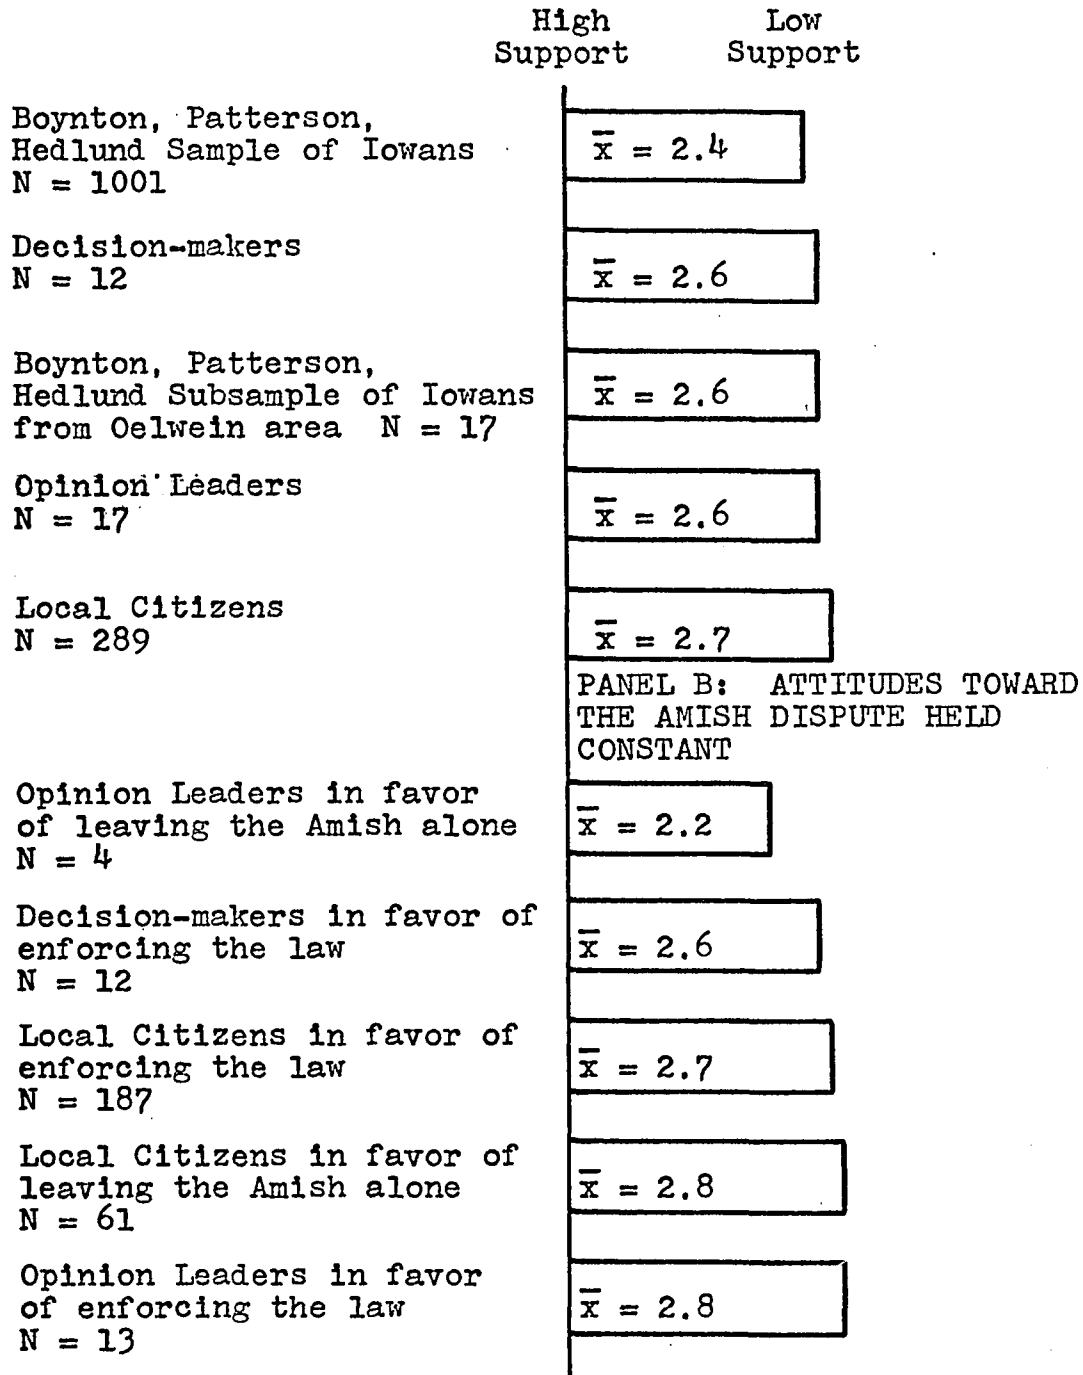 High Low
Support Support
Boynton, Patterson,
Hedlund Sample of Iowans
N = 1001
x̄ = 2.4
Decision-makers
N = 12
x̄ = 2.6
Boynton, Patterson,
Hedlund Subsample of Iowans
from Oelwein area N = 17
x̄ = 2.6
Opinion Leaders
N = 17
x̄ = 2.6
Local Citizens
N = 289
x̄ = 2.7
PANEL B: ATTITUDES TOWARD
THE AMISH DISPUTE HELD
CONSTANT
Opinion Leaders in favor
of leaving the Amish alone
N = 4
x̄ = 2.2
Decision-makers in favor of
enforcing the law
N = 12
x̄ = 2.6
Local Citizens in favor of
enforcing the law
N = 187
x̄ = 2.7
Local Citizens in favor of
leaving the Amish alone
N = 61
x̄ = 2.8
Opinion Leaders in favor
of enforcing the law
N = 13
x̄ = 2.8